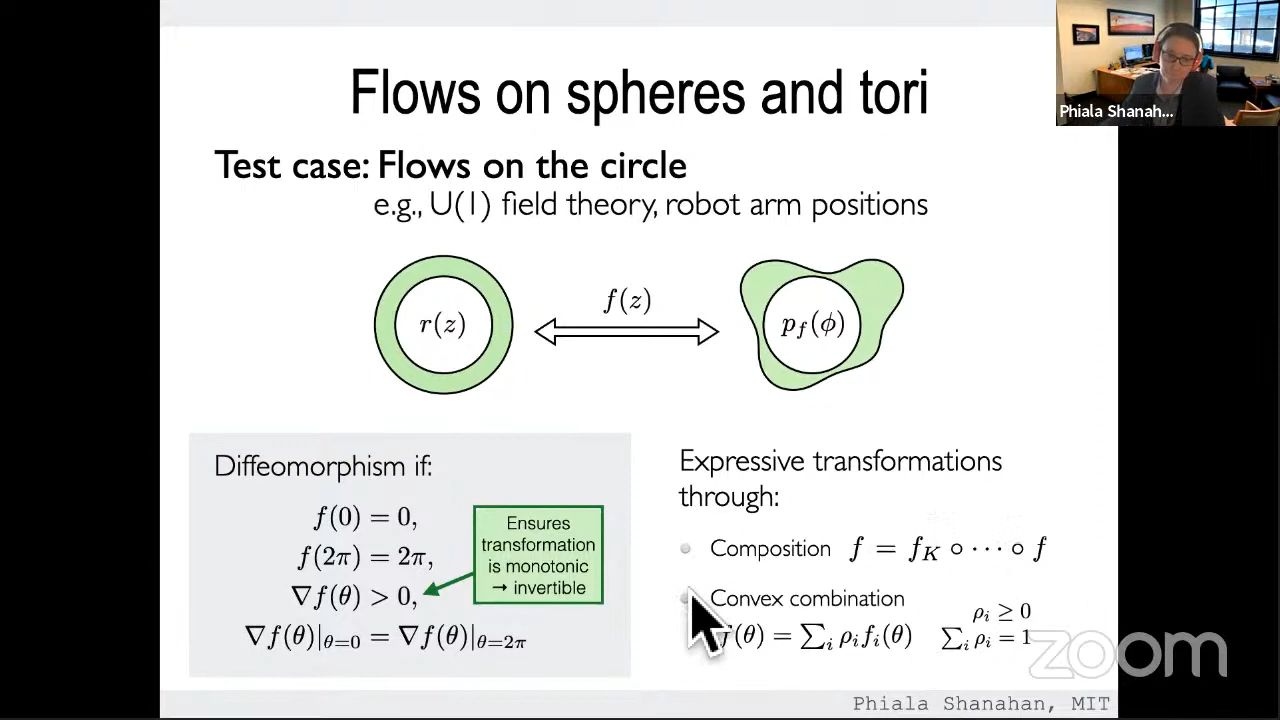 Flows on spheres and tori
Phiala Shanah...
Test case: Flows on the circle
e.g., U(1) field theory, robot arm positions
r(z)
f(z)
p_f(ϕ)
Diffeomorphism if:
f(0) = 0,
f(2π) = 2π,
∇f(θ) > 0,
∇f(θ)|θ=0 = ∇f(θ)|θ=2π
Ensures
transformation
is monotonic
→ invertible
Expressive transformations
through:
Composition f = f_K ∘ ⋯ ∘ f
Convex combination
(θ) = ∑_i ρ_i f_i(θ)
ρ_i ≥ 0
∑_i ρ_i = 1
zoom
Phiala Shanahan, MIT